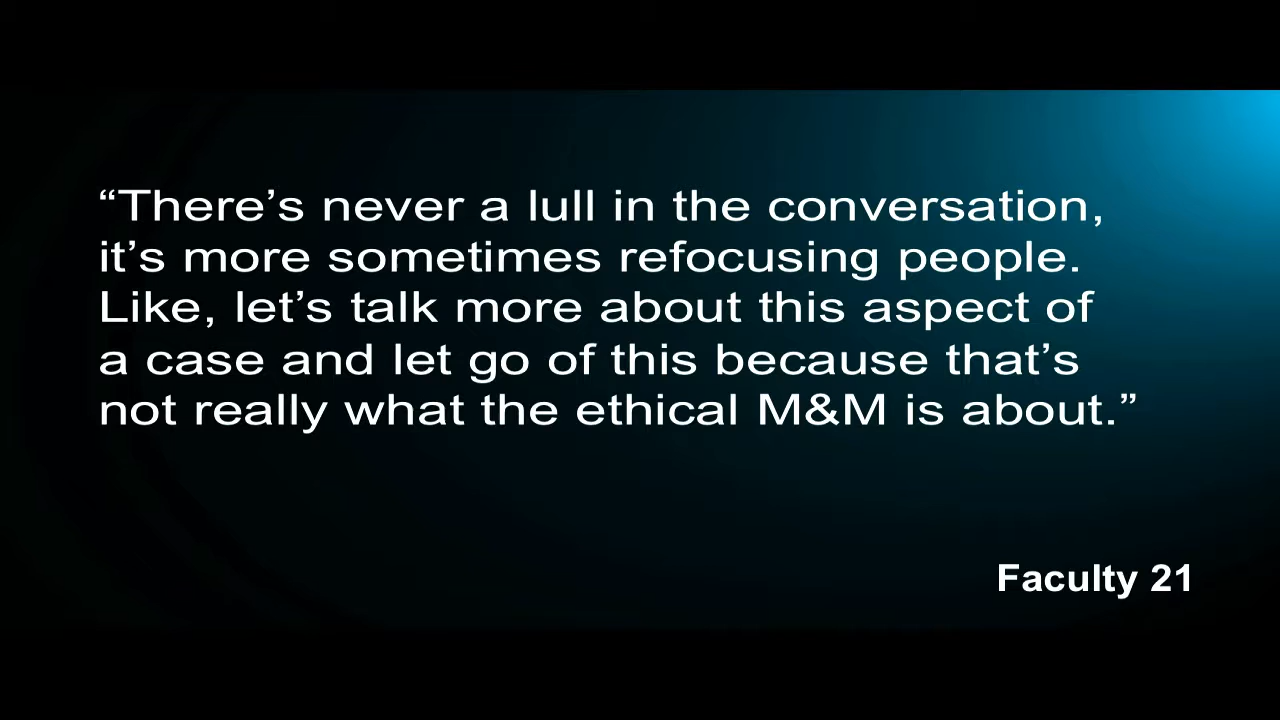 “There’s never a lull in the conversation,
it’s more sometimes refocusing people.
Like, let’s talk more about this aspect of
a case and let go of this because that’s
not really what the ethical M&M is about.”
Faculty 21